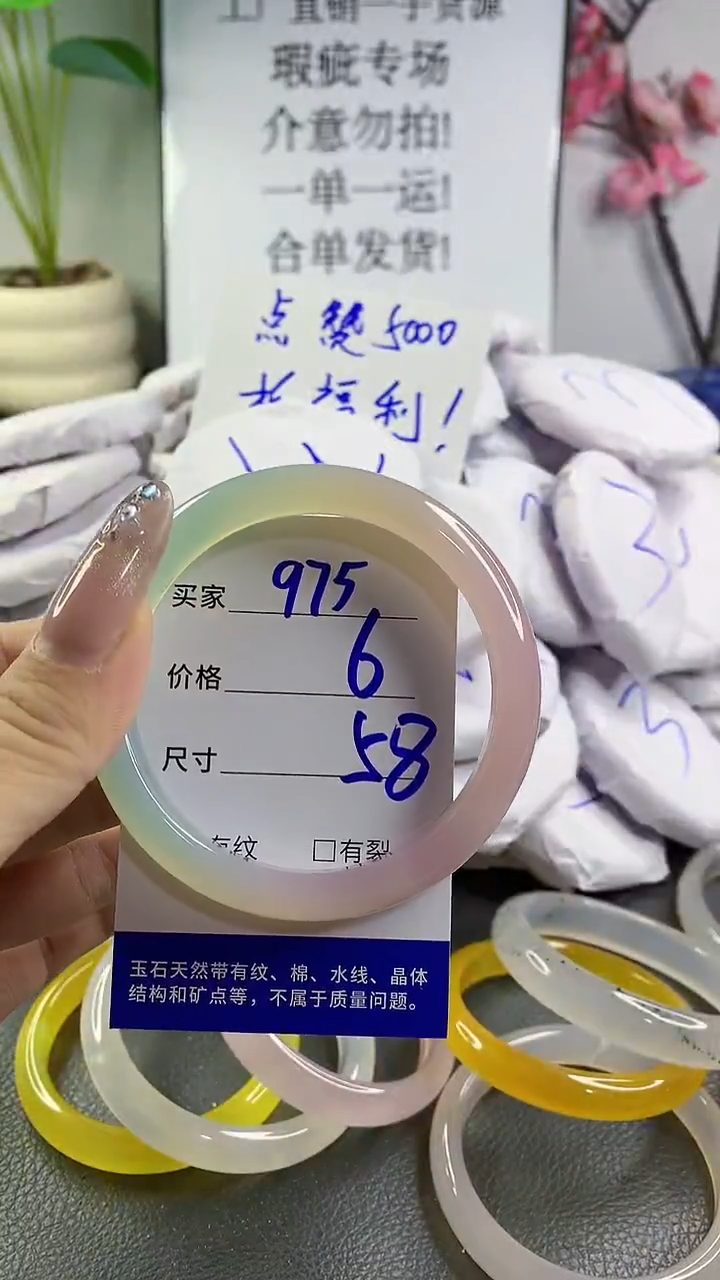 工厂直销一手货源
瑕疵专场
介意勿拍!
一单一运!
合单发货!
点赞5000
福利!
买家 975
价格 6
尺寸 58
有纹 □有裂
玉石天然带有纹、棉、水线、晶体
结构和矿点等，不属于质量问题。
3